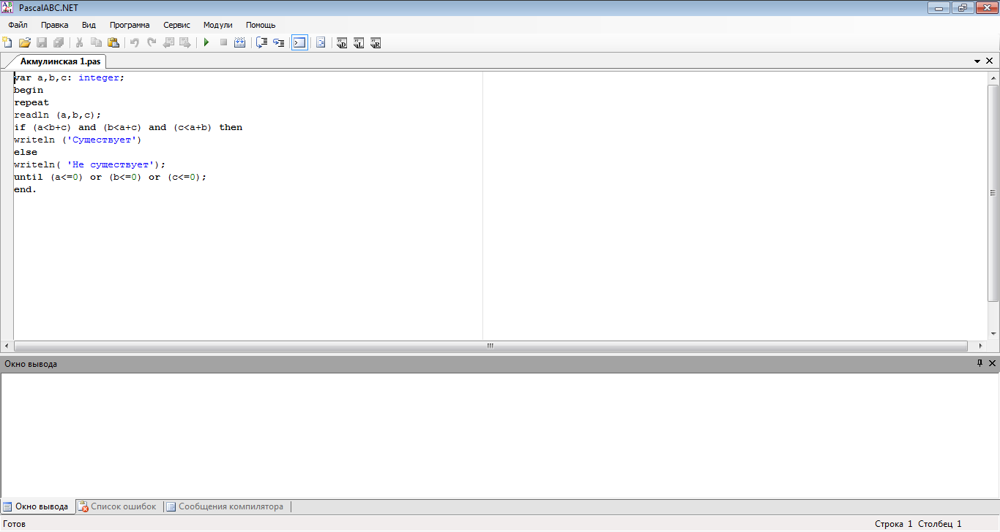 PascalABC.NET
Файл Правка Вид Программа Сервис Модули Помощь
Акмулинская 1.pas
var a,b,c: integer;
begin
repeat
readln (a,b,c);
if (a<b+c) and (b<a+c) and (c<a+b) then
writeln ('Существует')
else
writeln( 'Не существует');
until (a<=0) or (b<=0) or (c<=0);
end.
Окно вывода
Окно вывода Список ошибок Сообщения компилятора
Готов Строка 1 Столбец 1